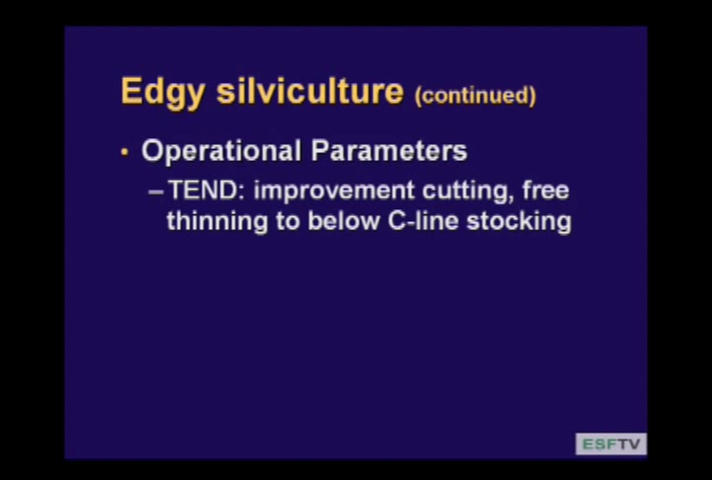 Edgy silviculture (continued)
• Operational Parameters
– TEND: improvement cutting, free
thinning to below C-line stocking
ESFTV